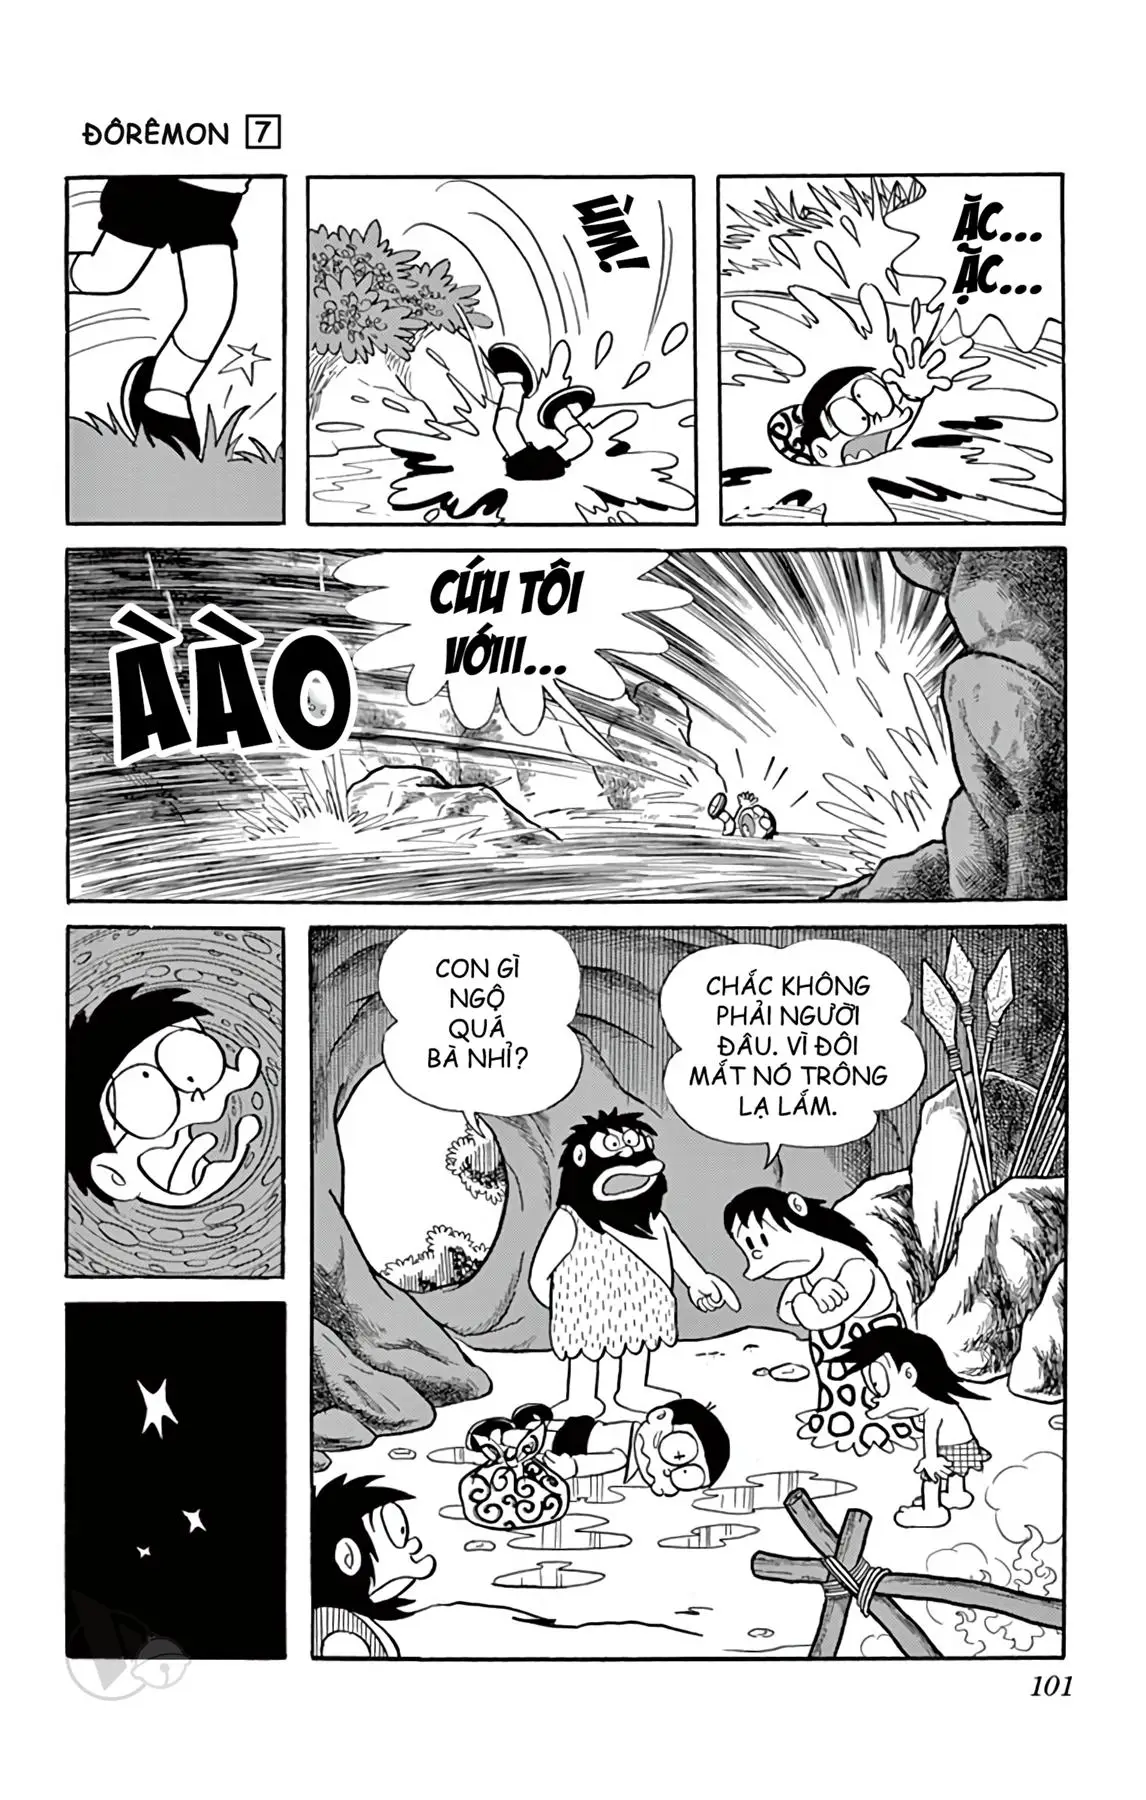 ĐÔRÊMON 7
ÙM!
ẶC...
ẶC...
CỨU TÔI
VỚIII...
ÀÀO
CON GÌ
NGỘ
QUÁ
BÀ NHỈ?
CHẮC KHÔNG
PHẢI NGƯỜI
ĐÂU. VÌ ĐÔI
MẮT NÓ TRÔNG
LẠ LẮM.
101